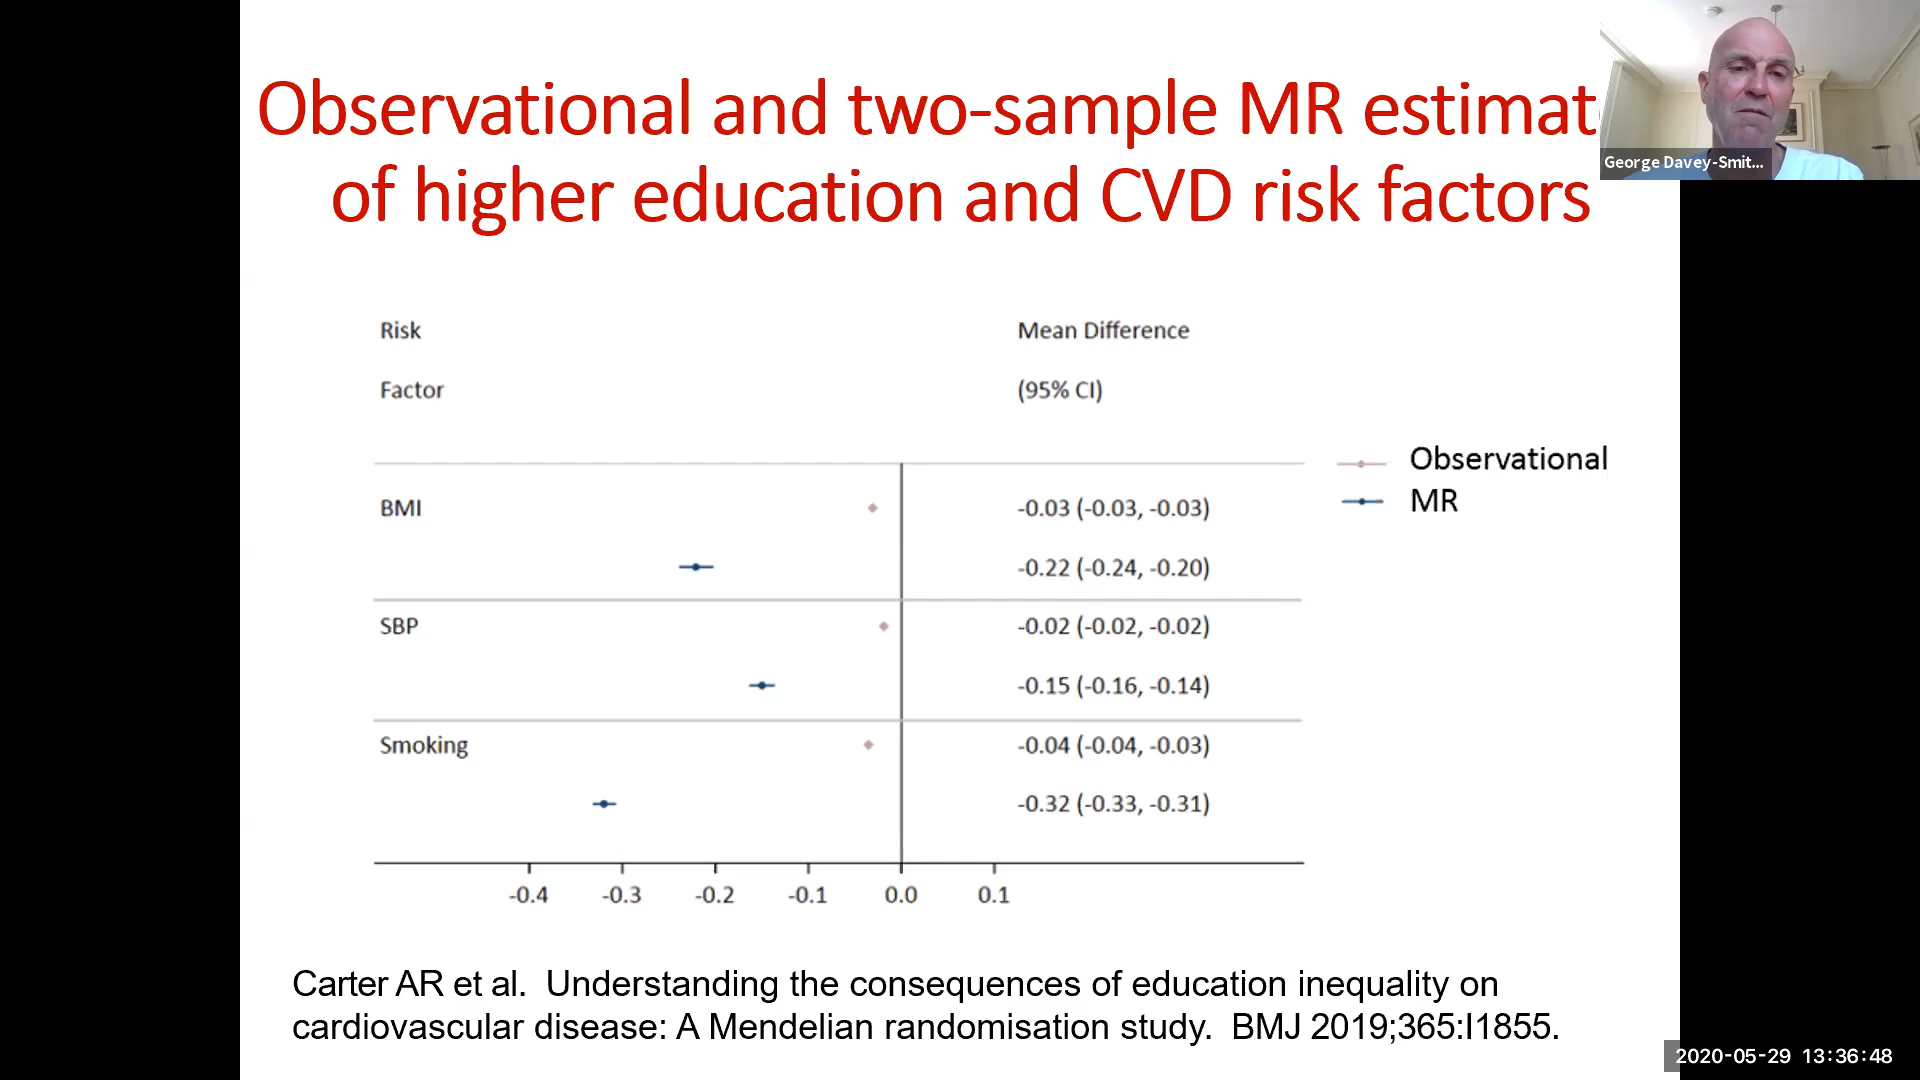 Observational and two-sample MR estimat
of higher education and CVD risk factors
George Davey-Smit...
Risk
Factor
Mean Difference
(95% CI)
Observational
MR
BMI
-0.03 (-0.03, -0.03)
-0.22 (-0.24, -0.20)
SBP
-0.02 (-0.02, -0.02)
-0.15 (-0.16, -0.14)
Smoking
-0.04 (-0.04, -0.03)
-0.32 (-0.33, -0.31)
-0.4 -0.3 -0.2 -0.1 0.0 0.1
Carter AR et al. Understanding the consequences of education inequality on
cardiovascular disease: A Mendelian randomisation study. BMJ 2019;365:l1855.
2020-05-29 13:36:48